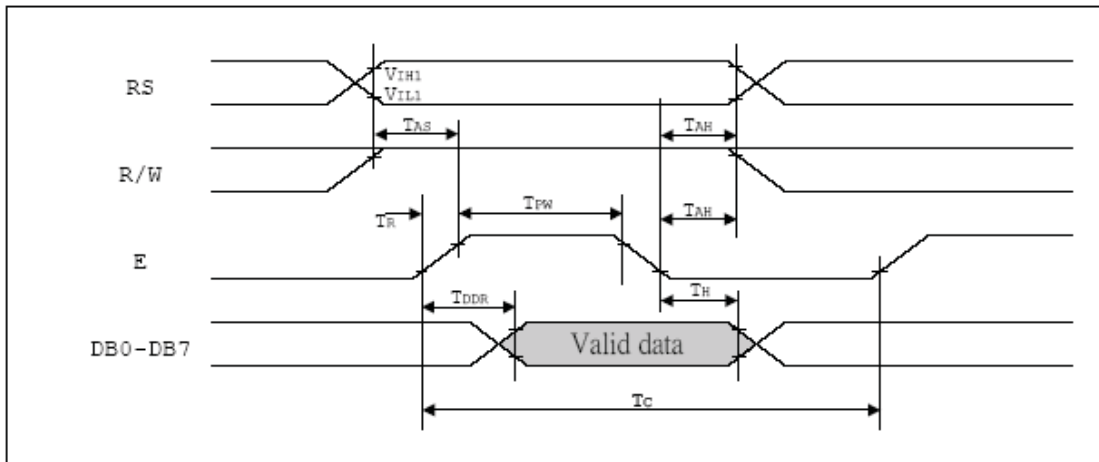 RS
VIH1
VIL1
TAS
TAH
R/W
TR
TPW
TAH
E
TDDR
TH
DB0-DB7
Valid data
TC